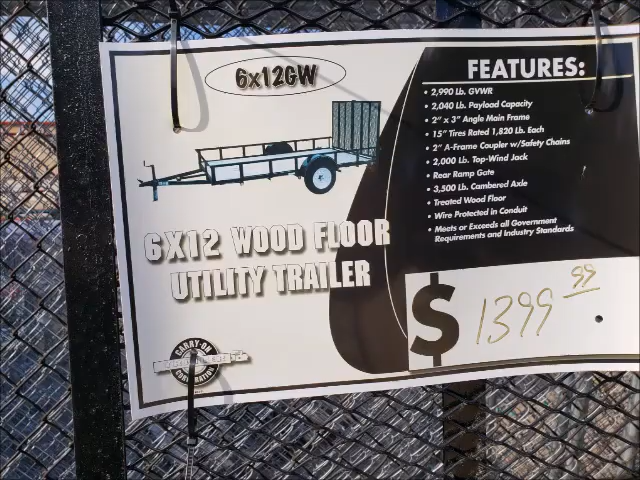 6x12GW
6X12 WOOD FLOOR
UTILITY TRAILER
CARRY-ON
CORPORATION
FEATURES:
• 2,990 Lb. GVWR
• 2,040 Lb. Payload Capacity
• 2" x 3" Angle Main Frame
• 15" Tires Rated 1,820 Lb. Each
• 2" A-Frame Coupler w/Safety Chains
• 2,000 Lb. Top-Wind Jack
• Rear Ramp Gate
• 3,500 Lb. Cambered Axle
• Treated Wood Floor
• Wire Protected in Conduit
• Meets or Exceeds all Government
Requirements and Industry Standards
$ 1399 99